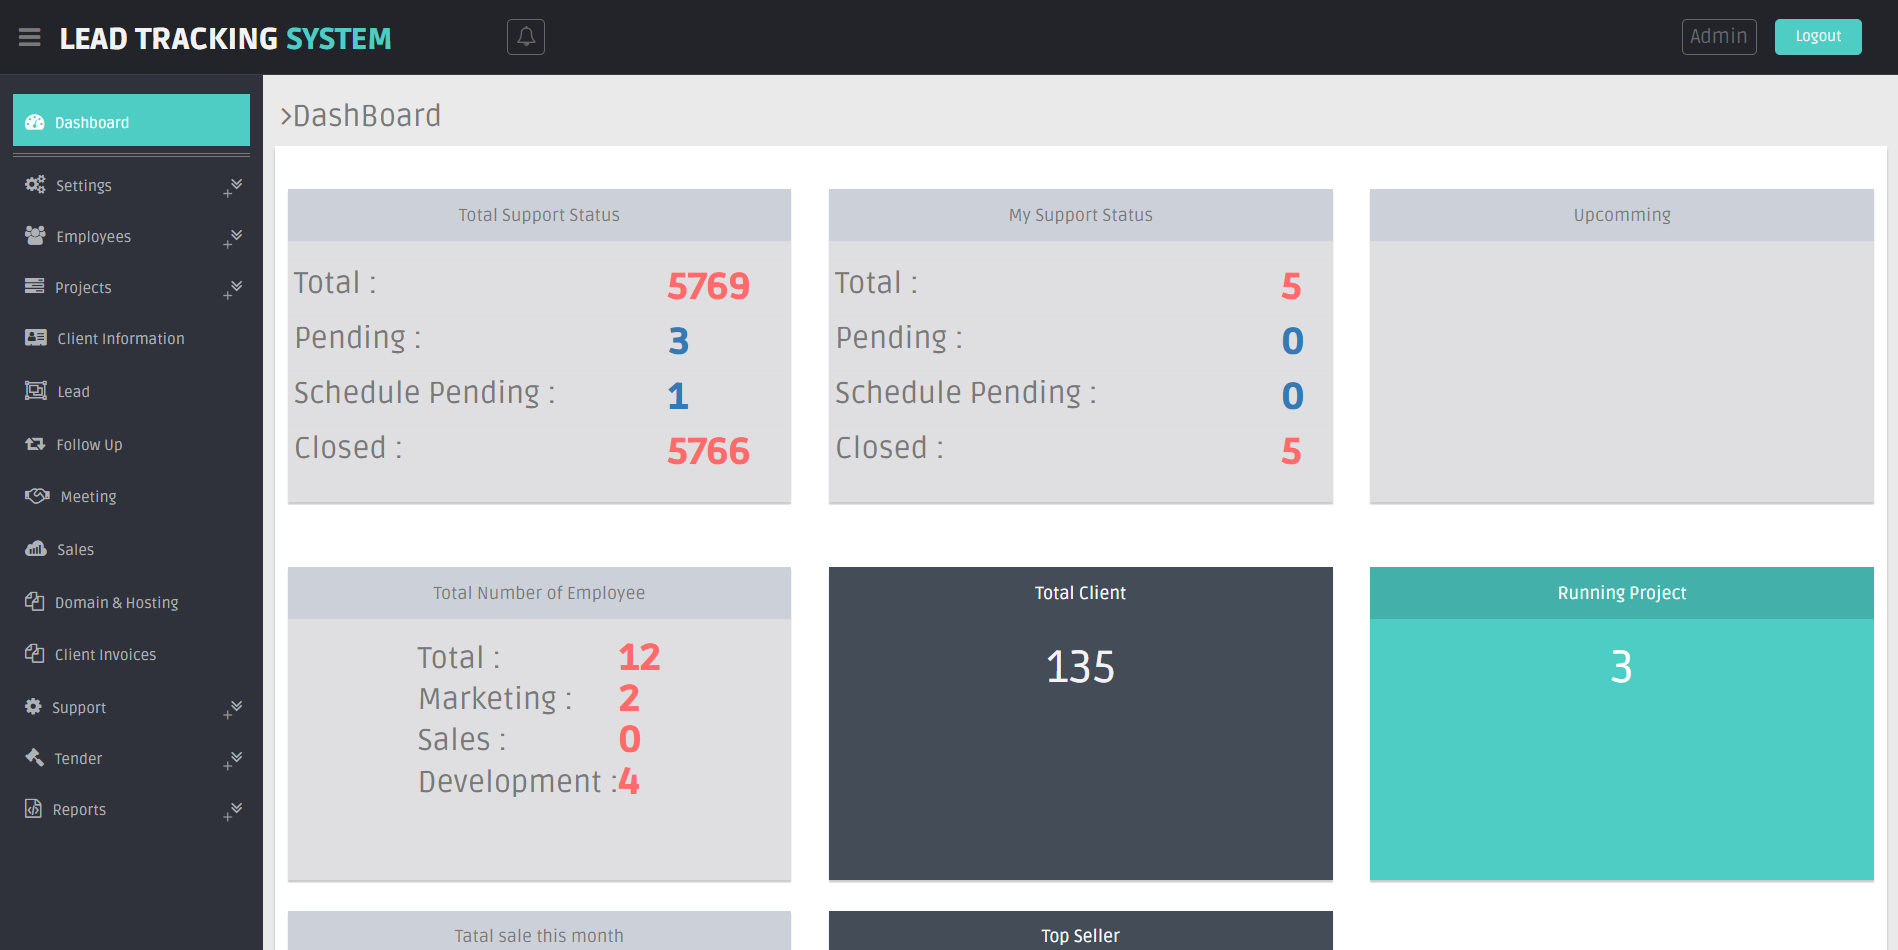 LEAD TRACKING SYSTEM
Admin
Logout
Dashboard
Settings
Employees
Projects
Client Information
Lead
Follow Up
Meeting
Sales
Domain & Hosting
Client Invoices
Support
Tender
Reports
>DashBoard
Total Support Status
Total : 5769
Pending : 3
Schedule Pending : 1
Closed : 5766
My Support Status
Total : 5
Pending : 0
Schedule Pending : 0
Closed : 5
Upcomming
Total Number of Employee
Total : 12
Marketing : 2
Sales : 0
Development :4
Total Client
135
Running Project
3
Tatal sale this month
Top Seller